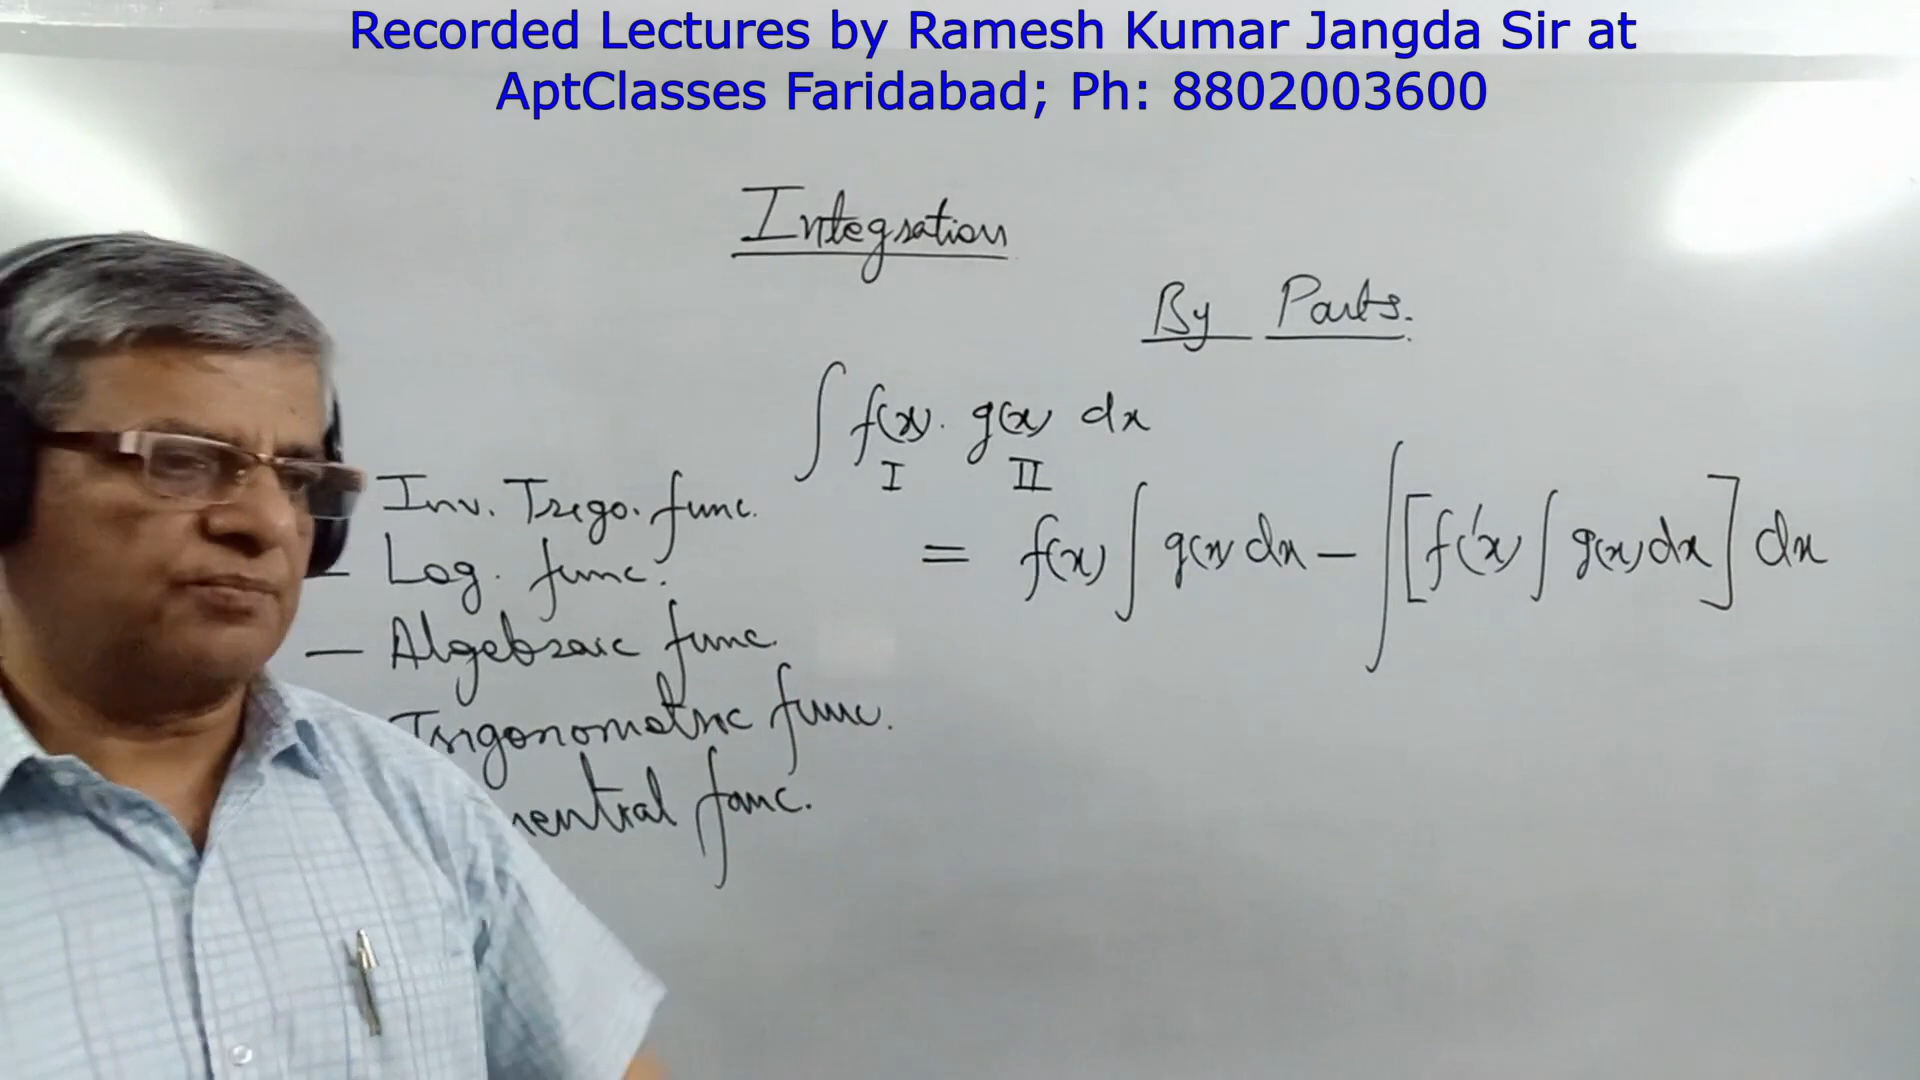 Recorded Lectures by Ramesh Kumar Jangda Sir at
AptClasses Faridabad; Ph: 8802003600
Integration
By Parts.
∫ f(x). g(x) dx
I II
= f(x) ∫ g(x) dx – ∫ [f'(x) ∫ g(x) dx] dx
Inv. Trigo. func.
– Log. func.
– Algebraic func.
Trigonometric func.
nential func.